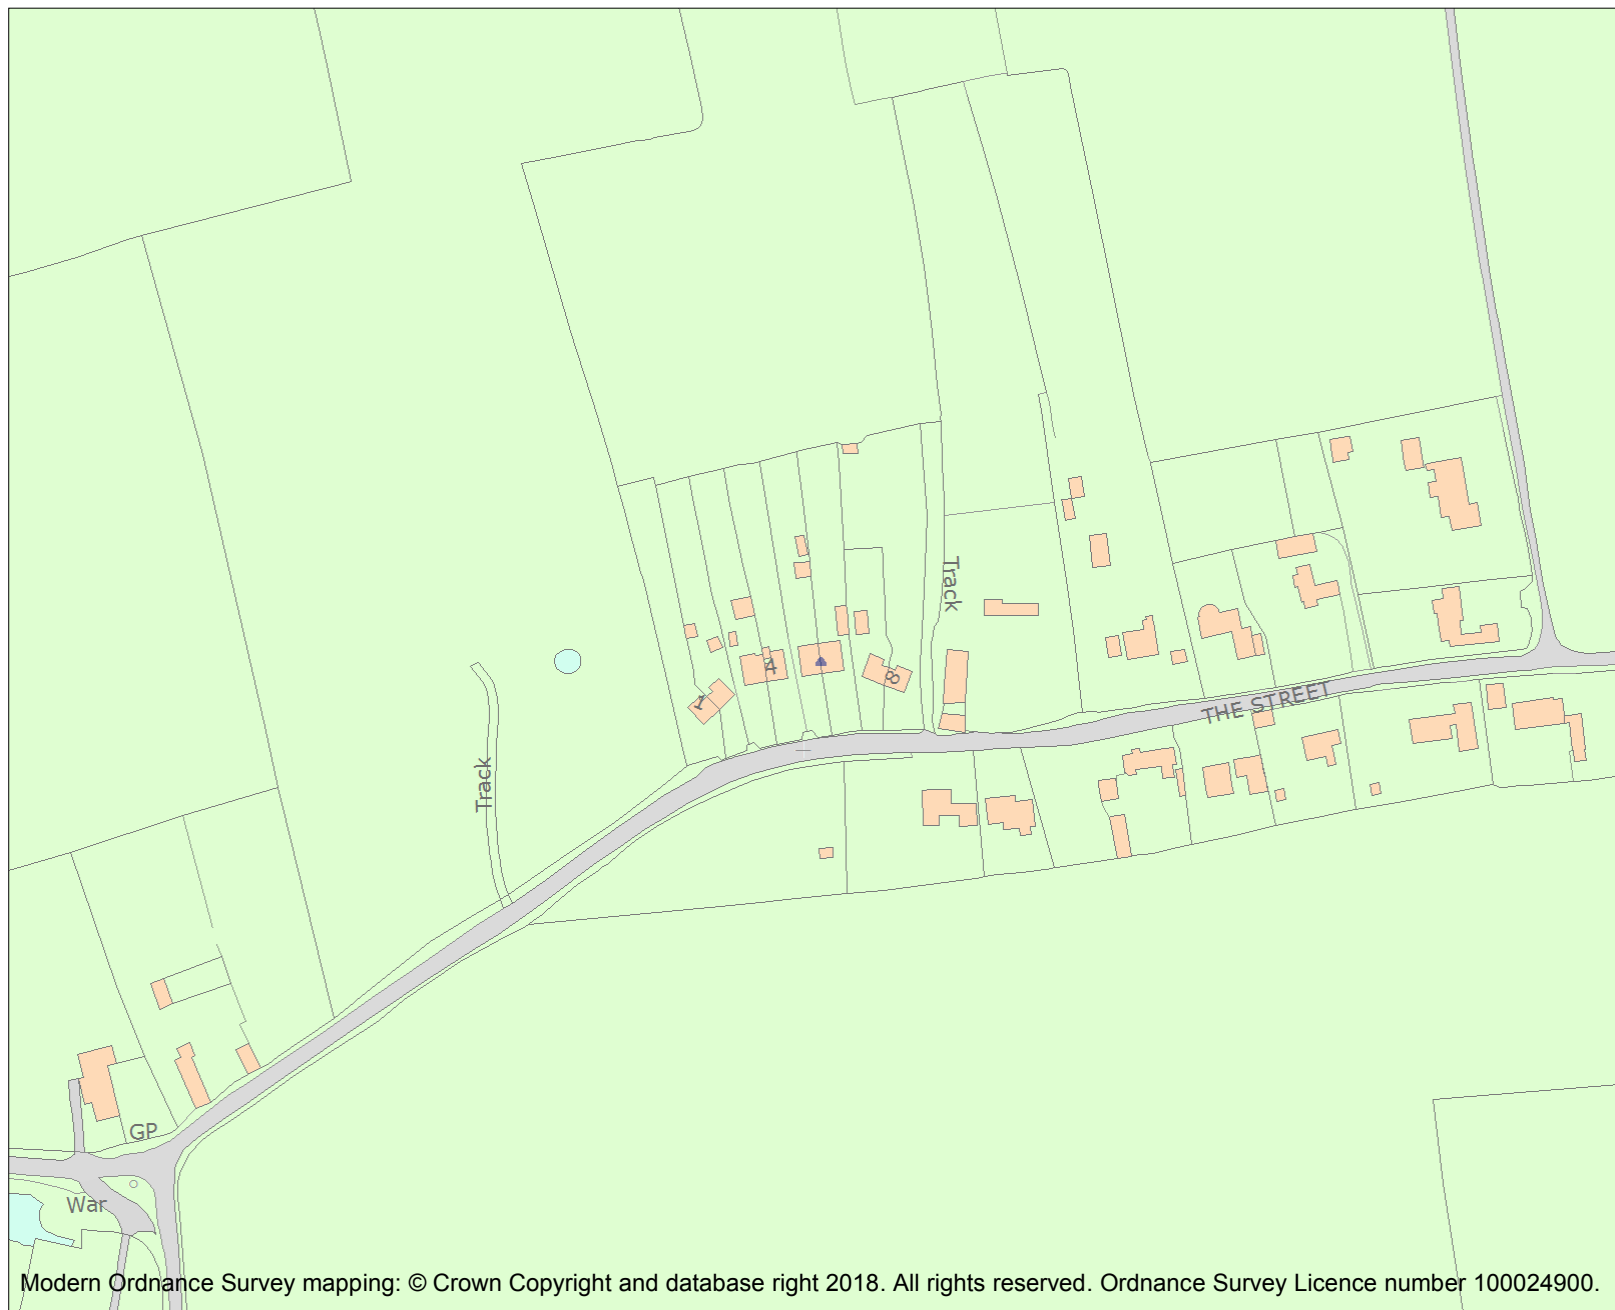 Track
4
8
1
THE STREET
Track
GP
War
Modern Ordnance Survey mapping: © Crown Copyright and database right 2018. All rights reserved. Ordnance Survey Licence number 100024900.